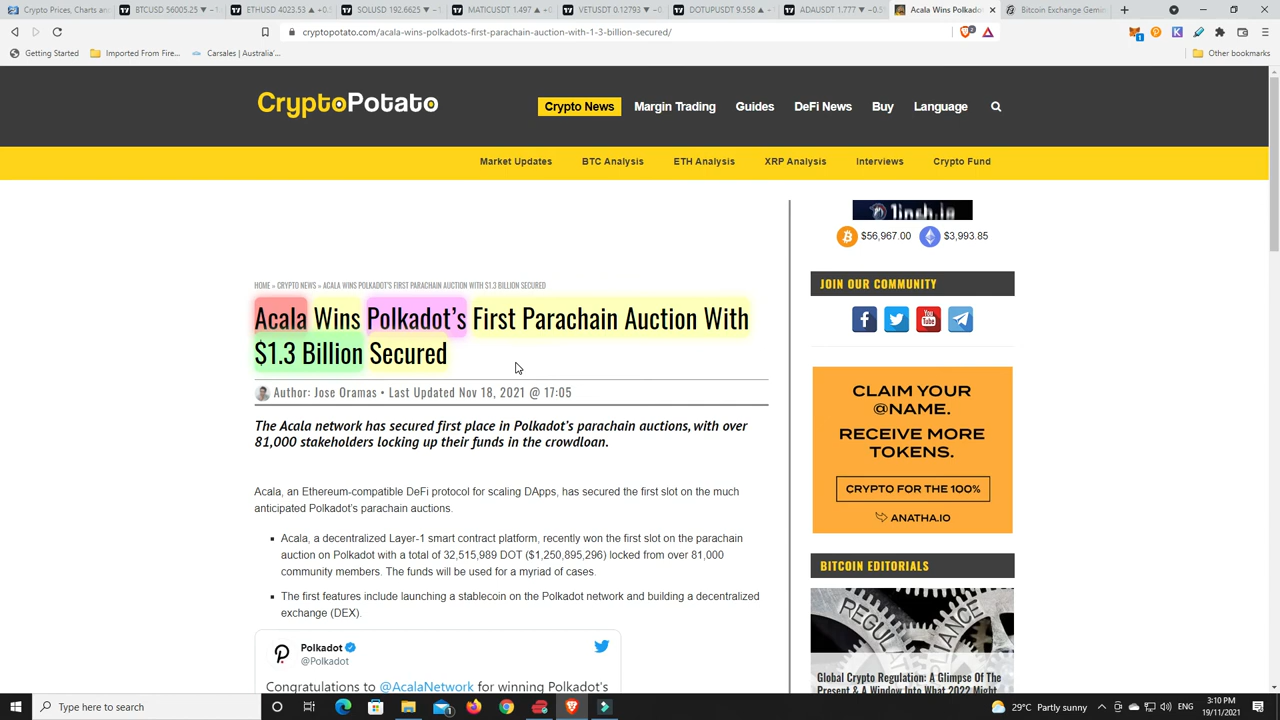 Crypto Prices, Charts an
BTCUSD 56005.25 ▼ −1
ETHUSD 4023.53 ▲ +0.
SOLUSD 192.6625 ▼ −
MATICUSDT 1.497 ▲ +
VETUSDT 0.12793 ▼ −0
DOTUPUSDT 9.558 ▲ +
ADAUSDT 1.777 ▼ −0.
Acala Wins Polkado
Bitcoin Exchange Gemin
cryptopotato.com/acala-wins-polkadots-first-parachain-auction-with-1-3-billion-secured/
Getting Started
Imported From Fire...
Carsales | Australia'...
Other bookmarks
CryptoPotato
Crypto News Margin Trading Guides DeFi News Buy Language
Market Updates BTC Analysis ETH Analysis XRP Analysis Interviews Crypto Fund
1inch.io
$56,967.00 $3,993.85
HOME » CRYPTO NEWS » ACALA WINS POLKADOT'S FIRST PARACHAIN AUCTION WITH $1.3 BILLION SECURED
Acala Wins Polkadot's First Parachain Auction With
$1.3 Billion Secured
Author: Jose Oramas • Last Updated Nov 18, 2021 @ 17:05
The Acala network has secured first place in Polkadot's parachain auctions, with over
81,000 stakeholders locking up their funds in the crowdloan.
Acala, an Ethereum-compatible DeFi protocol for scaling DApps, has secured the first slot on the much
anticipated Polkadot's parachain auctions.
Acala, a decentralized Layer-1 smart contract platform, recently won the first slot on the parachain
auction on Polkadot with a total of 32,515,989 DOT ($1,250,895,296) locked from over 81,000
community members. The funds will be used for a myriad of cases.
The first features include launching a stablecoin on the Polkadot network and building a decentralized
exchange (DEX).
Polkadot
@Polkadot
Congratulations to @AcalaNetwork for winning Polkadot's
JOIN OUR COMMUNITY
You
Tube
CLAIM YOUR
@NAME.
RECEIVE MORE
TOKENS.
CRYPTO FOR THE 100%
ANATHA.IO
BITCOIN EDITORIALS
REGUL
COMPLIANCE
Global Crypto Regulation: A Glimpse Of The
Present & A Window Into What 2022 Might
Type here to search
29°C Partly sunny
ENG
3:10 PM
19/11/2021